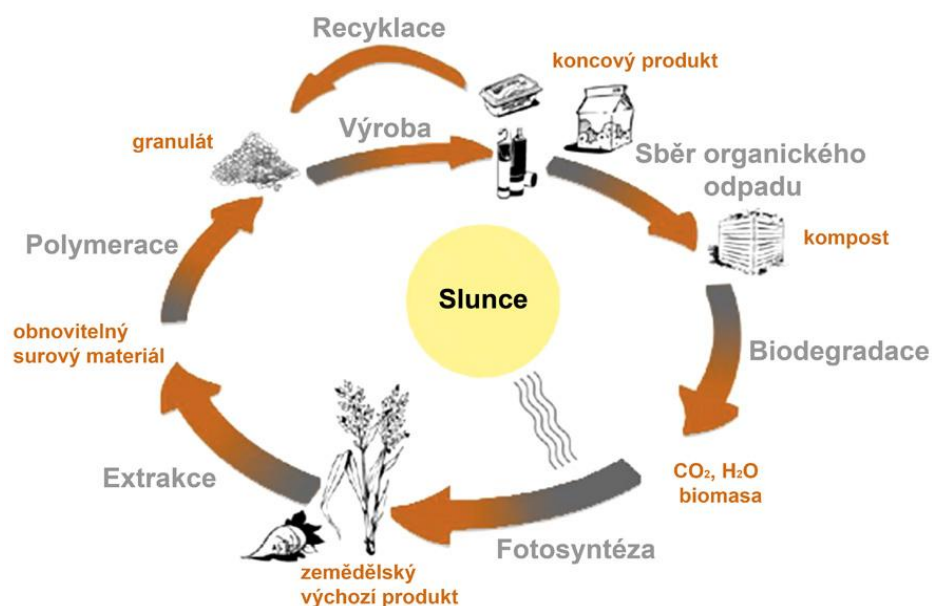 Recyklace
koncový produkt
Výroba
granulát
Sběr organického
odpadu
Polymerace
kompost
Slunce
obnovitelný
surový materiál
Biodegradace
Extrakce
CO₂, H₂O
biomasa
Fotosyntéza
zemědělský
výchozí produkt